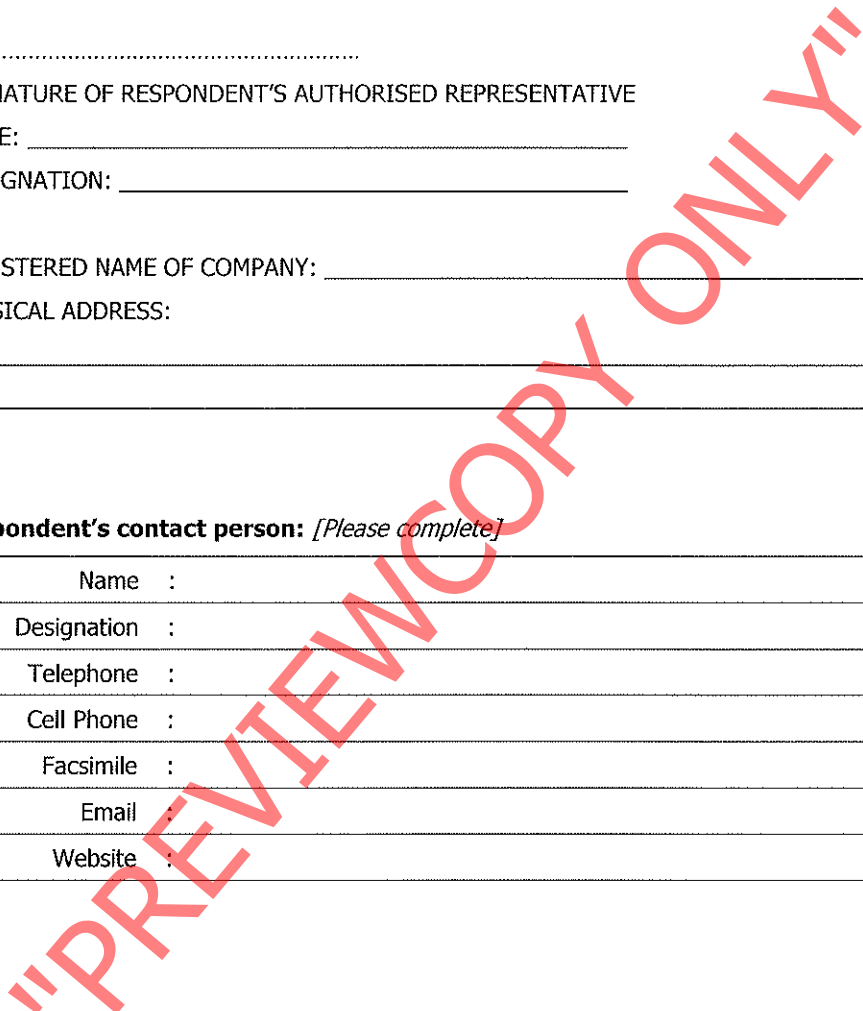 ........................................................
NATURE OF RESPONDENT'S AUTHORISED REPRESENTATIVE
E:
GNATION:
STERED NAME OF COMPANY:
SICAL ADDRESS:
pondent's contact person: [Please complete]
Name :
Designation :
Telephone :
Cell Phone :
Facsimile :
Email :
Website :
"PREVIEWCOPY ONLY"